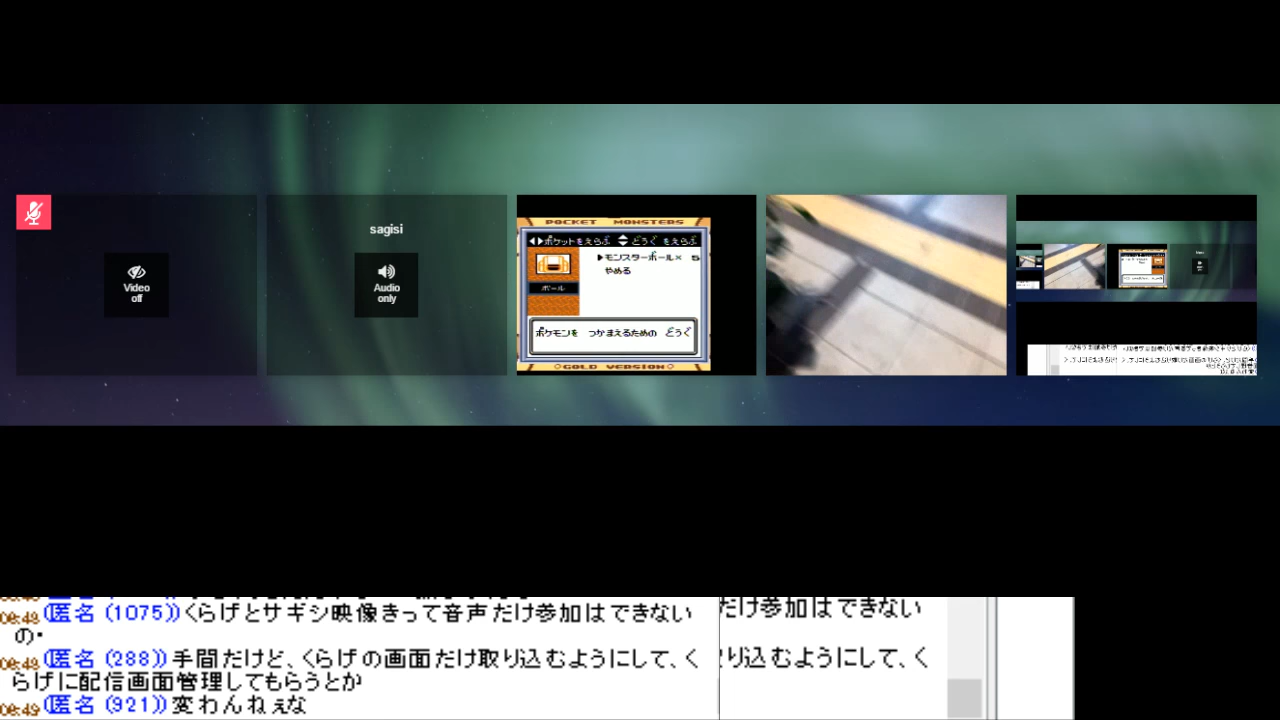 sagisi
Video
off
Audio
only
POCKET MONSTERS
ポケットをえらぶ どうぐ をえらぶ
▶モンスターボール× 5
やめる
ボール
ポケモンを つかまえるための どうぐ
GOLD VERSION
08:48 (匿名 (1075)) くらげとサギシ映像きって音声だけ参加はできない
の・
だけ参加はできない
08:48 (匿名 (288)) 手間だけど、くらげの画面だけ取り込むようにして、く
らげに配信画面管理してもらうとか
り込むようにして、く
08:49 (匿名 (921)) 変わんねぇな